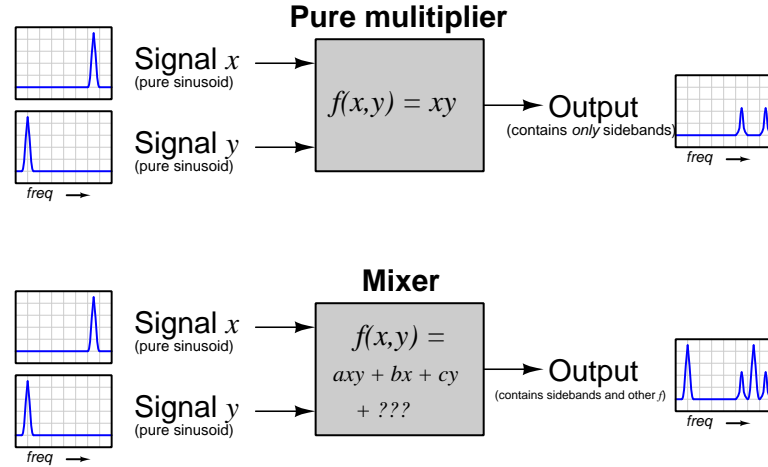 Pure mulitiplier
Signal x
(pure sinusoid)
Signal y
(pure sinusoid)
freq
f(x,y) = xy
Output
(contains only sidebands)
freq
Mixer
Signal x
(pure sinusoid)
Signal y
(pure sinusoid)
freq
f(x,y) =
axy + bx + cy
+ ???
Output
(contains sidebands and other f)
freq